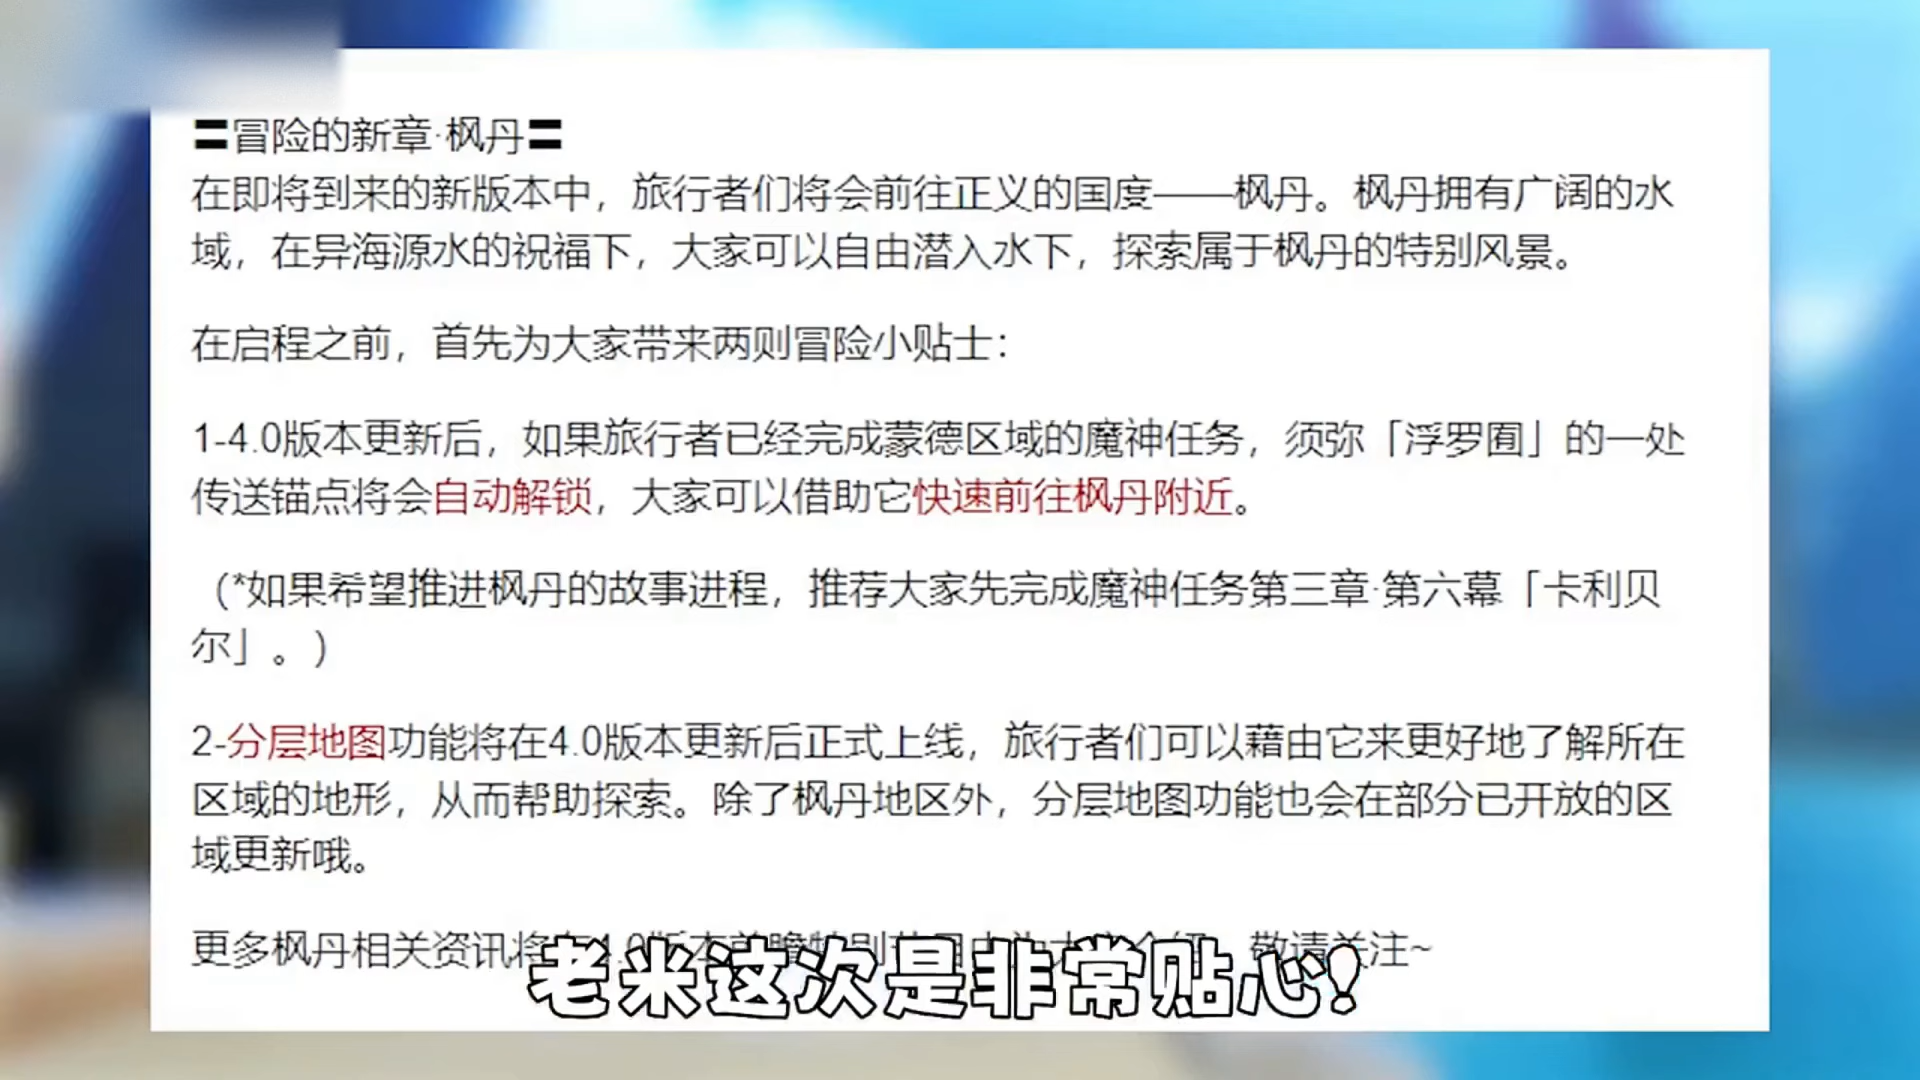 〓冒险的新章·枫丹〓
在即将到来的新版本中，旅行者们将会前往正义的国度——枫丹。枫丹拥有广阔的水
域，在异海源水的祝福下，大家可以自由潜入水下，探索属于枫丹的特别风景。
在启程之前，首先为大家带来两则冒险小贴士：
1-4.0版本更新后，如果旅行者已经完成蒙德区域的魔神任务，须弥「浮罗囿」的一处
传送锚点将会自动解锁，大家可以借助它快速前往枫丹附近。
（*如果希望推进枫丹的故事进程，推荐大家先完成魔神任务第三章·第六幕「卡利贝
尔」。）
2-分层地图功能将在4.0版本更新后正式上线，旅行者们可以藉由它来更好地了解所在
区域的地形，从而帮助探索。除了枫丹地区外，分层地图功能也会在部分已开放的区
域更新哦。
更多枫丹相关资讯将 4.0版本 敬请关注~
老米这次是非常贴心!